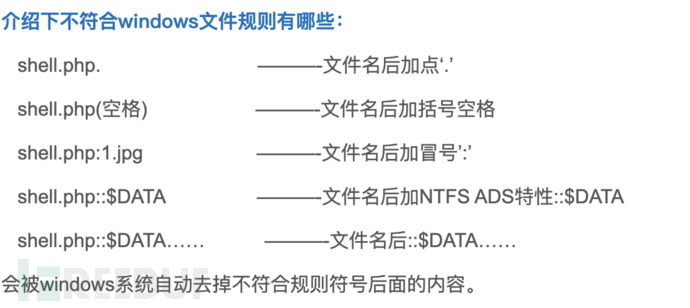 介绍下不符合windows文件规则有哪些：
shell.php. ————-文件名后加点‘.’
shell.php(空格) ————-文件名后加括号空格
shell.php:1.jpg ————-文件名后加冒号’:’
shell.php::$DATA ————-文件名后加NTFS ADS特性::$DATA
shell.php::$DATA…… ————-文件名后::$DATA……
会被windows系统自动去掉不符合规则符号后面的内容。
REEBUF